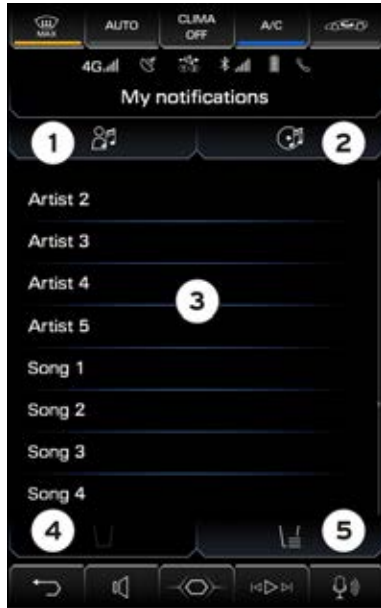 MAX
AUTO
CLIMA
OFF
A/C
4G
My notifications
1
2
Artist 2
Artist 3
Artist 4
3
Artist 5
Song 1
Song 2
Song 3
Song 4
4
5